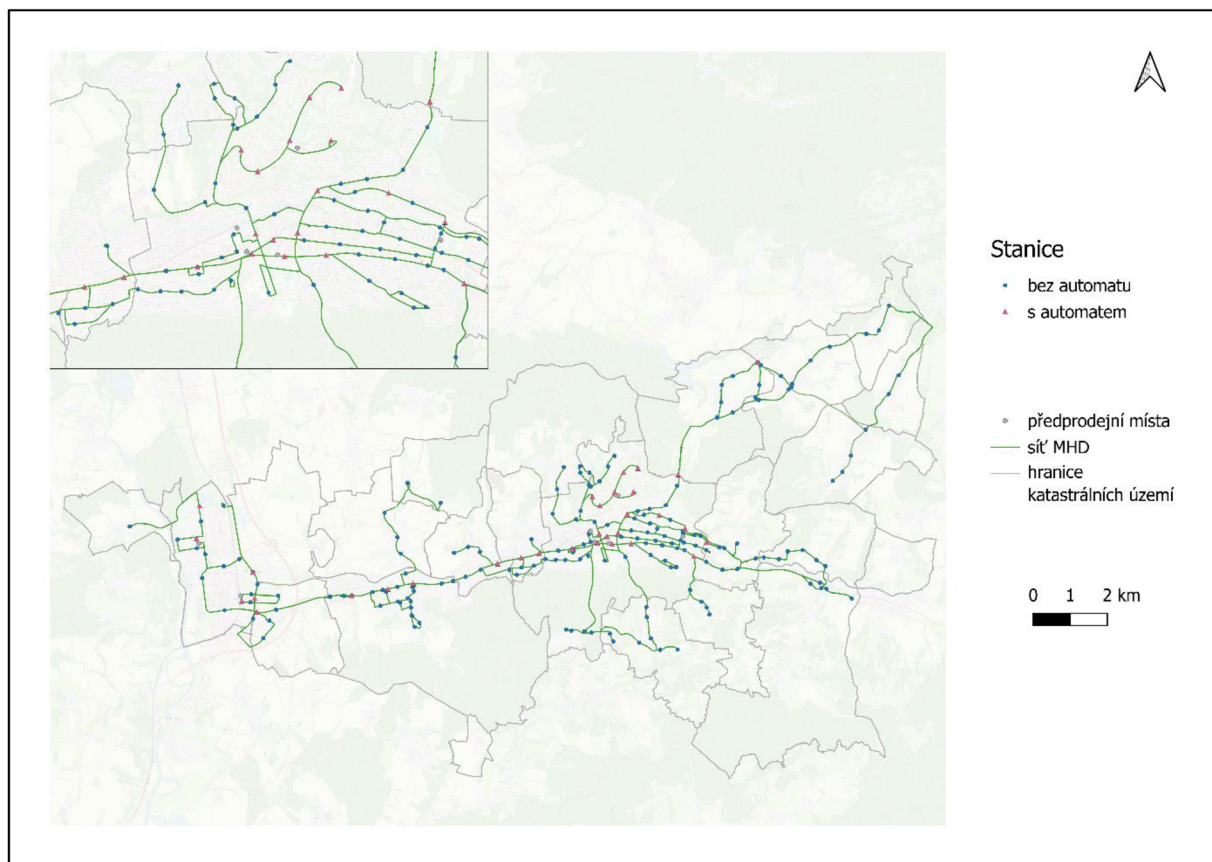 Stanice
bez automatu
s automatem
předprodejní místa
síť MHD
hranice
katastrálních území
0 1 2 km